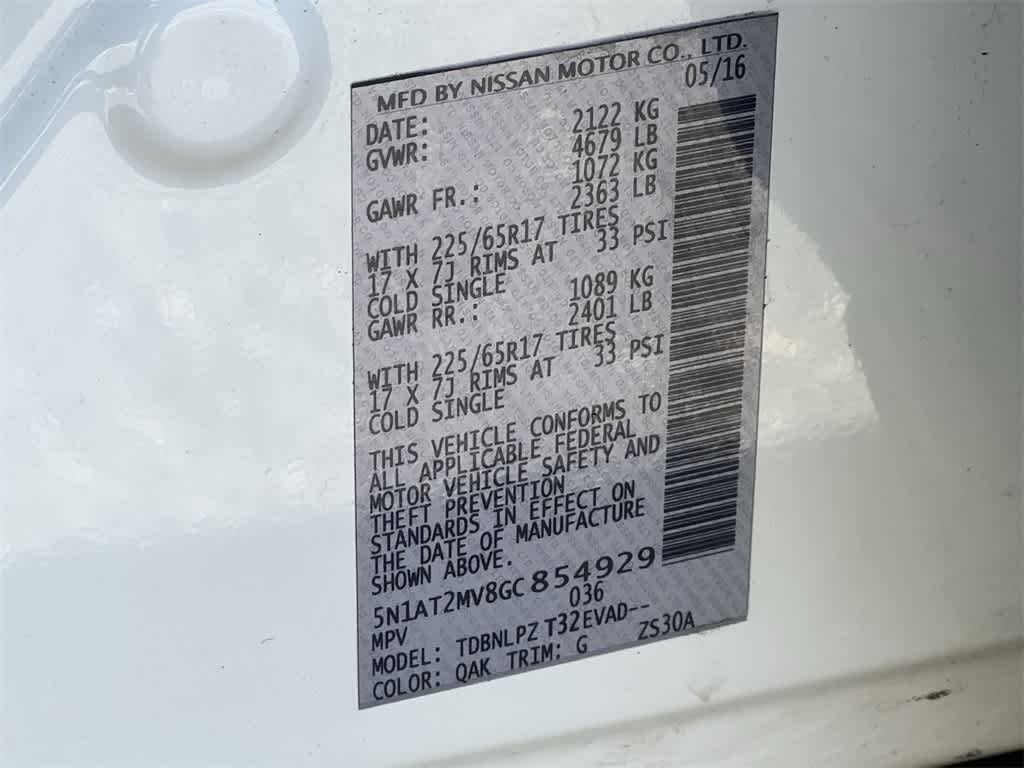 MFD BY NISSAN MOTOR CO., LTD.
DATE: 05/16
GVWR: 2122 KG
4679 LB
GAWR FR.: 1072 KG
2363 LB
WITH 225/65R17 TIRES
17 X 7J RIMS AT 33 PSI
COLD SINGLE
GAWR RR.: 1089 KG
2401 LB
WITH 225/65R17 TIRES
17 X 7J RIMS AT 33 PSI
COLD SINGLE
THIS VEHICLE CONFORMS TO
ALL APPLICABLE FEDERAL
MOTOR VEHICLE SAFETY AND
THEFT PREVENTION
STANDARDS IN EFFECT ON
THE DATE OF MANUFACTURE
SHOWN ABOVE.
5N1AT2MV8GC854929
MPV 036
MODEL: TDBNLPZ T32EVAD--
COLOR: QAK TRIM: G ZS30A